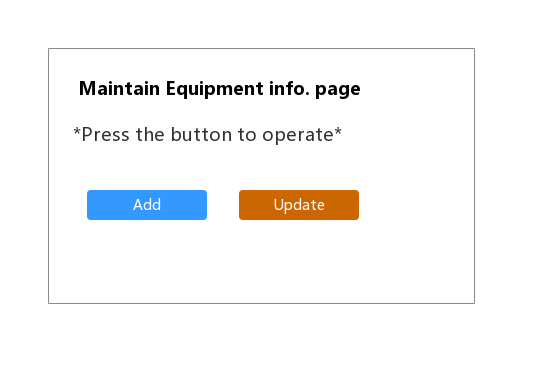 Maintain Equipment info. page
*Press the button to operate*
Add Update